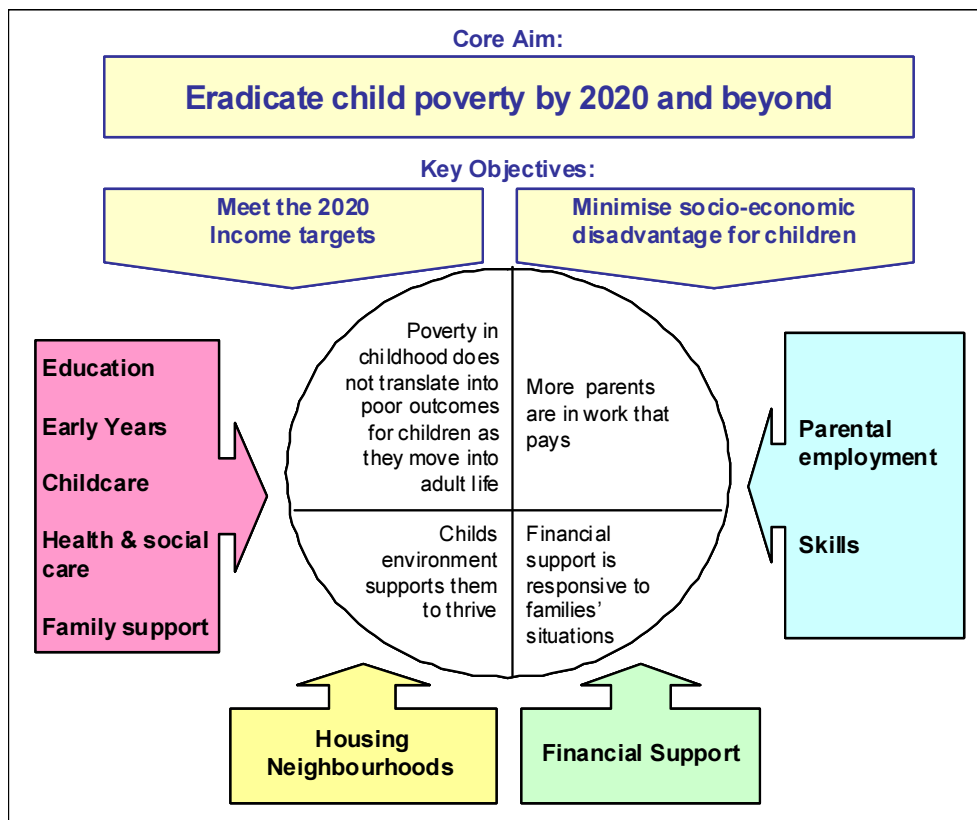 Core Aim:
Eradicate child poverty by 2020 and beyond
Key Objectives:
Meet the 2020
Income targets
Minimise socio-economic
disadvantage for children
Poverty in
childhood does
not translate into
poor outcomes
for children as
they move into
adult life
More parents
are in work that
pays
Childs
environment
supports them
to thrive
Financial
support is
responsive to
families'
situations
Education
Early Years
Childcare
Health & social
care
Family support
Parental
employment
Skills
Housing
Neighbourhoods
Financial Support